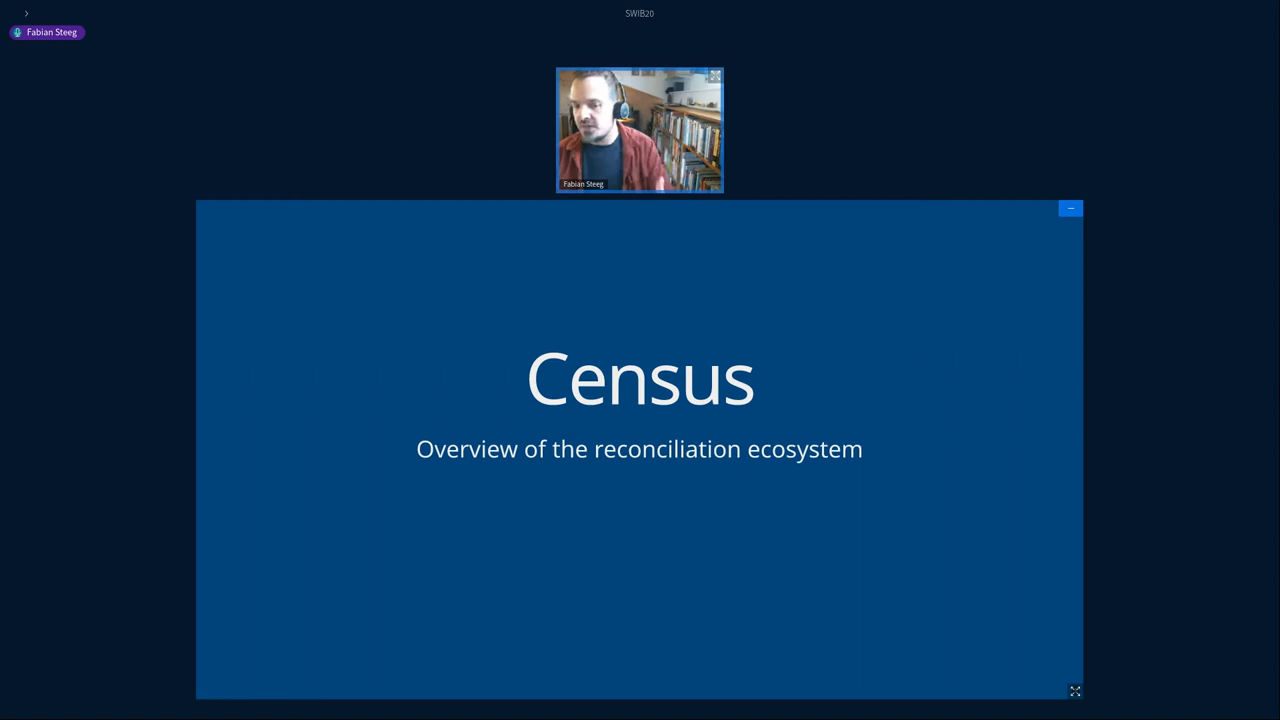 SWIB20
Fabian Steeg
Fabian Steeg
Census
Overview of the reconciliation ecosystem